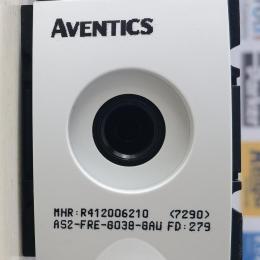 AVENTICS
MNR:R412006210 <7290>
AS2-FRE-G038-GAU FD:279